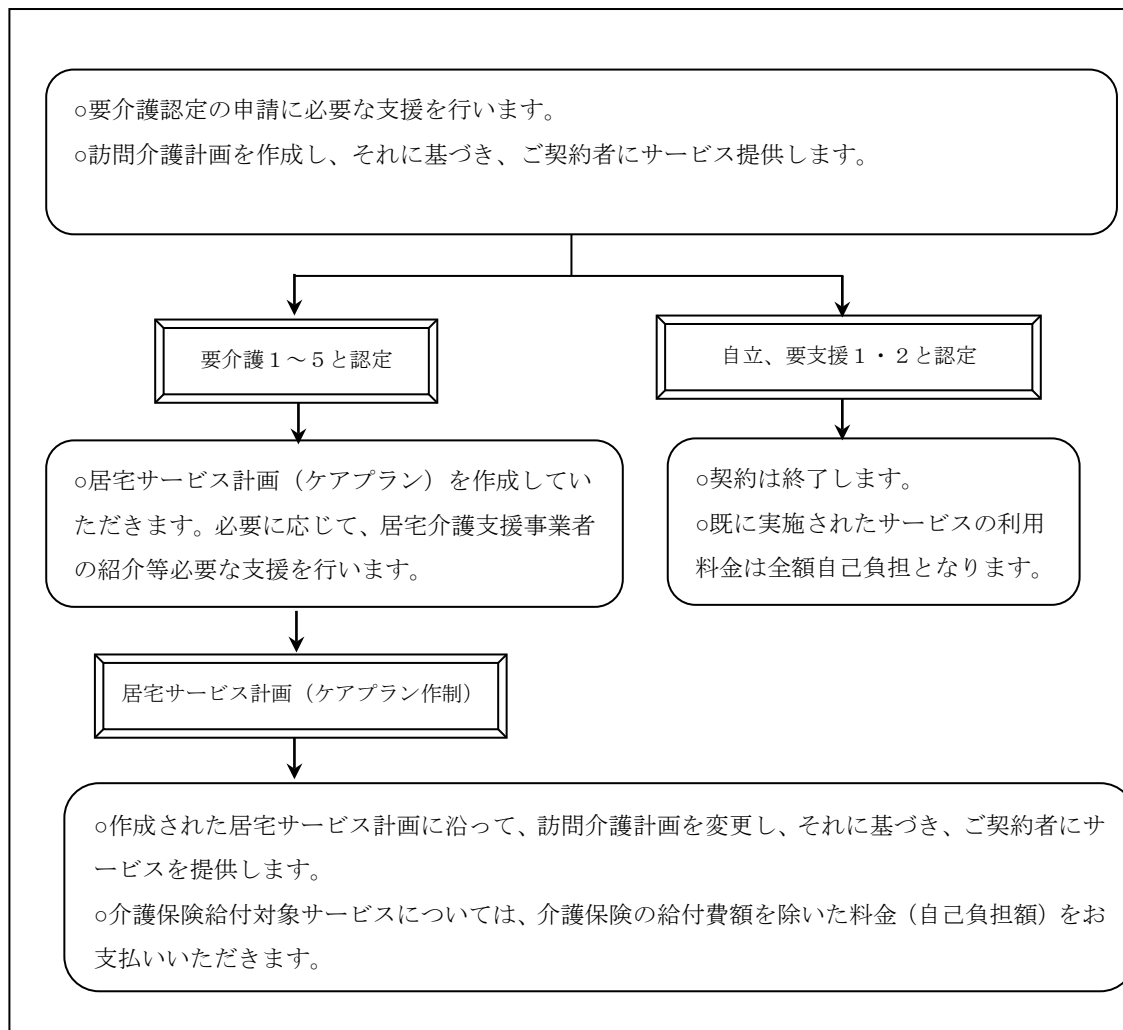 ○要介護認定の申請に必要な支援を行います。
○訪問介護計画を作成し、それに基づき、ご契約者にサービス提供します。
要介護１～５と認定
自立、要支援１・２と認定
○居宅サービス計画（ケアプラン）を作成してい
ただきます。必要に応じて、居宅介護支援事業者
の紹介等必要な支援を行います。
○契約は終了します。
○既に実施されたサービスの利用
料金は全額自己負担となります。
居宅サービス計画（ケアプラン作制）
○作成された居宅サービス計画に沿って、訪問介護計画を変更し、それに基づき、ご契約者にサ
ービスを提供します。
○介護保険給付対象サービスについては、介護保険の給付費額を除いた料金（自己負担額）をお
支払いいただきます。